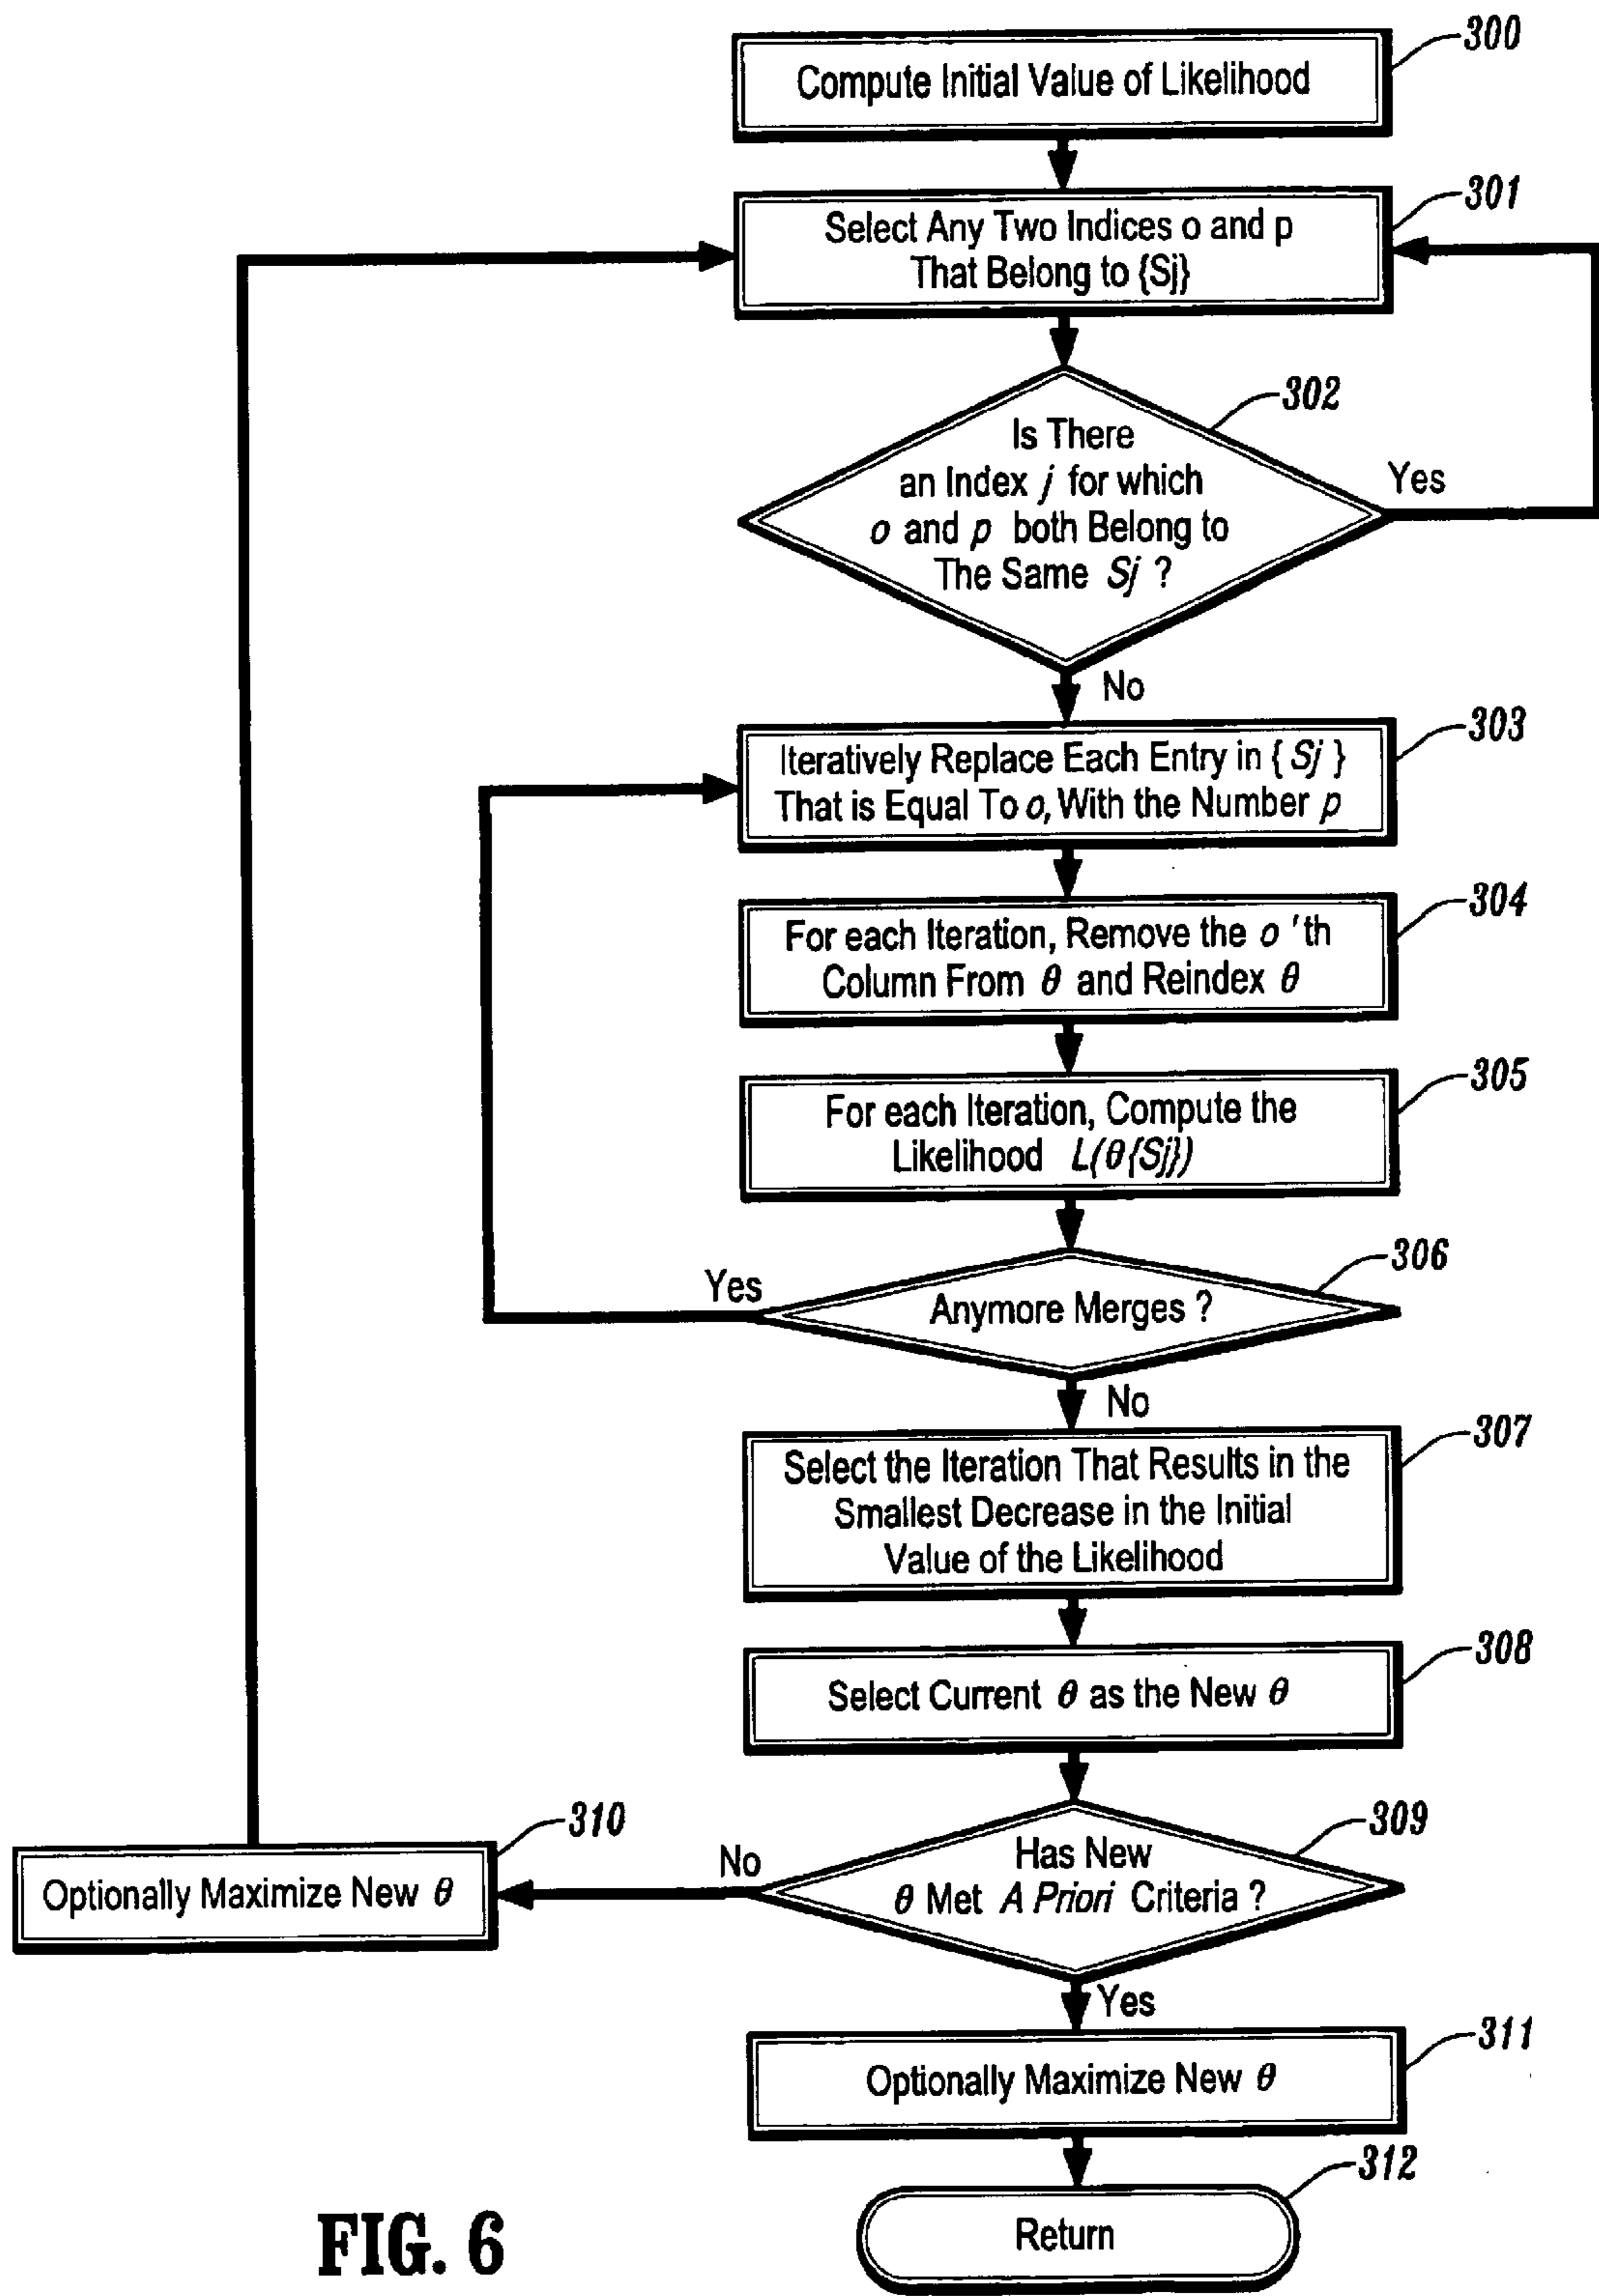 300
Compute Initial Value of Likelihood
301
Select Any Two Indices o and p
That Belong to {Sj}
302
Is There
an Index j for which
o and p both Belong to
The Same Sj ?
Yes
No
303
Iteratively Replace Each Entry in { Sj }
That is Equal To o, With the Number p
304
For each Iteration, Remove the o 'th
Column From θ and Reindex θ
305
For each Iteration, Compute the
Likelihood L(θ{Sj})
306
Yes
Anymore Merges ?
No
307
Select the Iteration That Results in the
Smallest Decrease in the Initial
Value of the Likelihood
308
Select Current θ as the New θ
309
Has New
θ Met A Priori Criteria ?
No
310
Optionally Maximize New θ
Yes
311
Optionally Maximize New θ
312
Return
FIG. 6